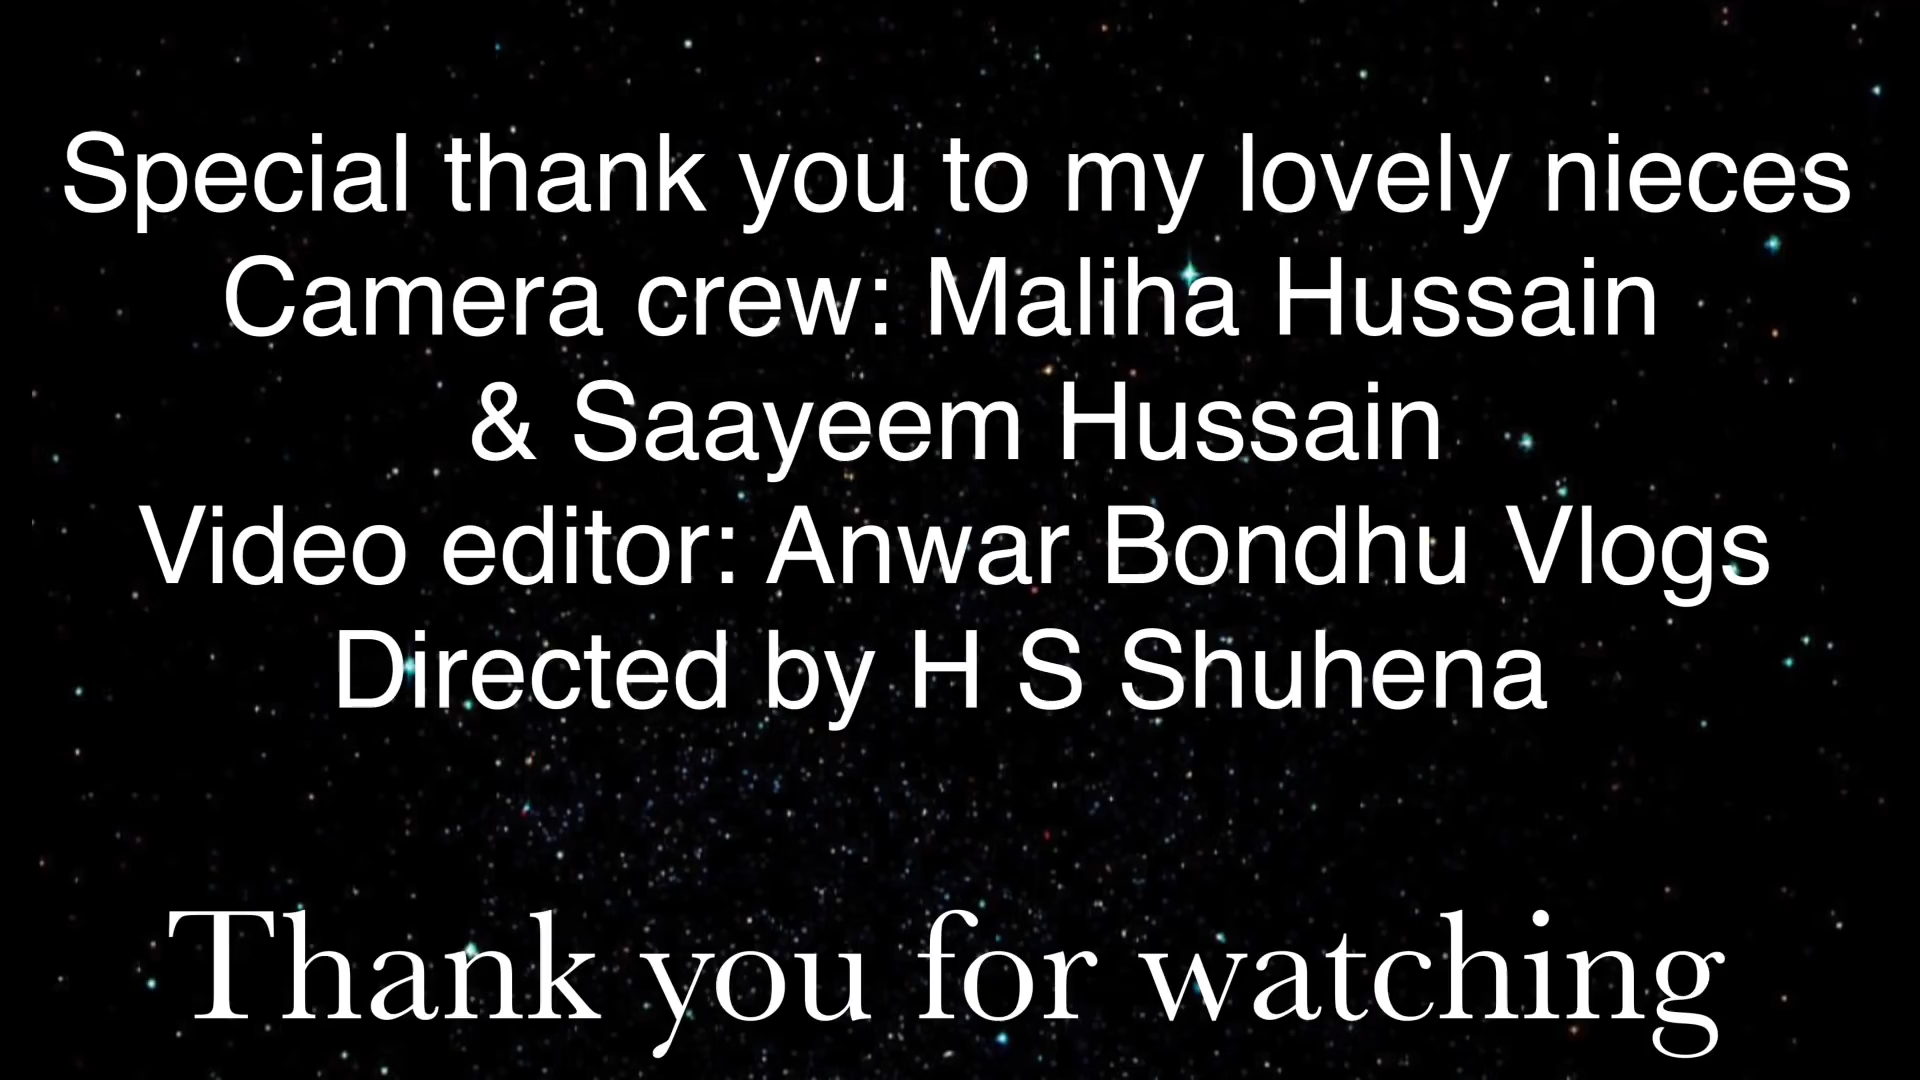 Special thank you to my lovely nieces
Camera crew: Maliha Hussain
& Saayeem Hussain
Video editor: Anwar Bondhu Vlogs
Directed by H S Shuhena
Thank you for watching